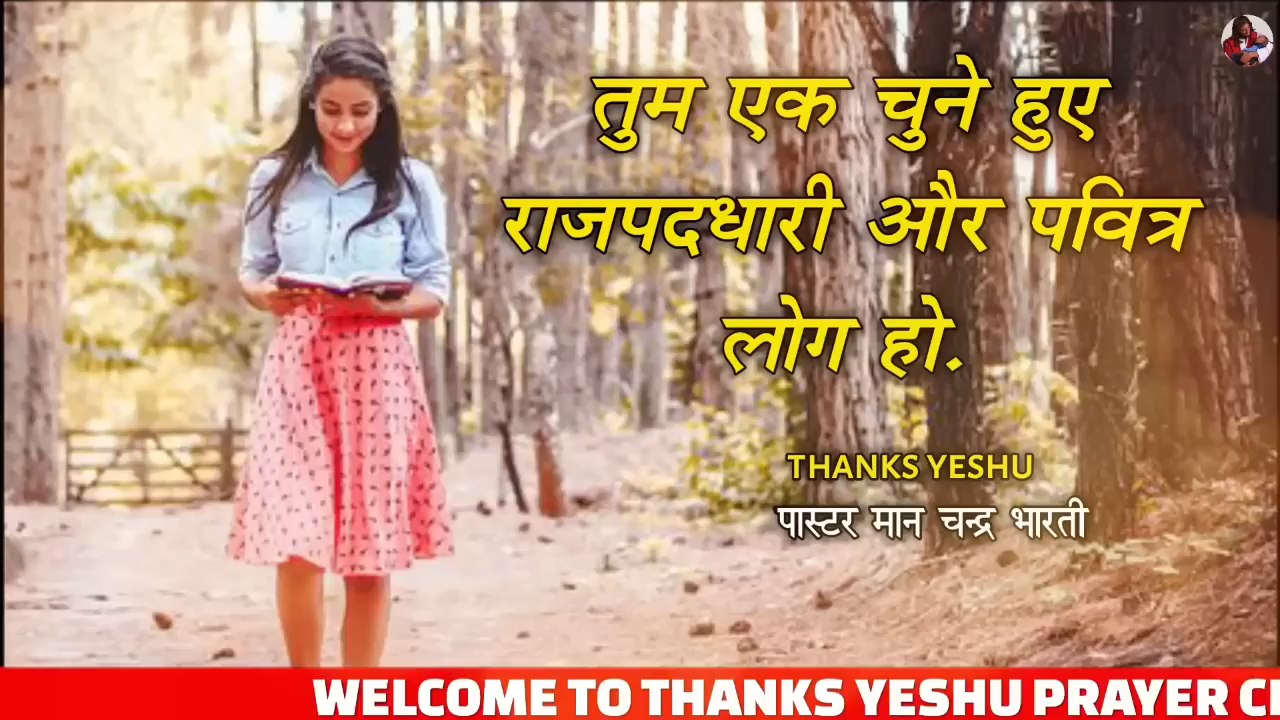 तुम एक चुने हुए
राजपदधारी और पवित्र
लोग हो.
THANKS YESHU
पास्टर मान चन्द्र भारती
WELCOME TO THANKS YESHU PRAYER